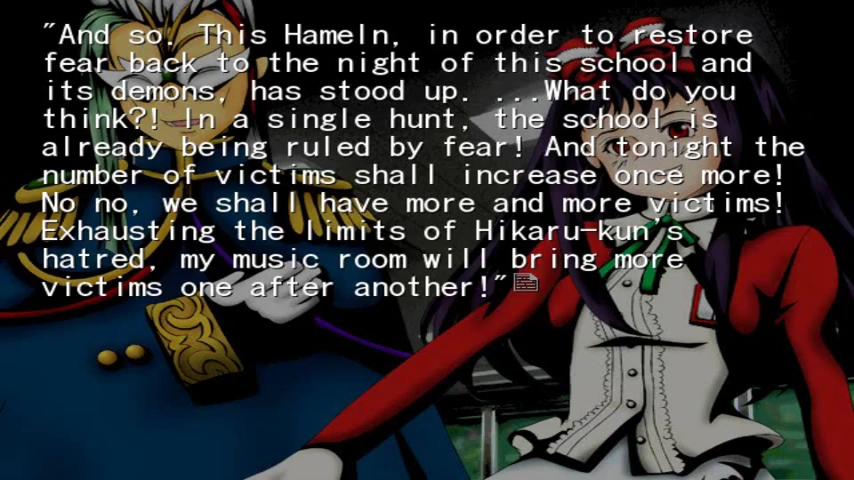 "And so. This Hameln, in order to restore
fear back to the night of this school and
its demons, has stood up. ...What do you
think?! In a single hunt, the school is
already being ruled by fear! And tonight the
number of victims shall increase once more!
No no, we shall have more and more victims!
Exhausting the limits of Hikaru-kun's
hatred, my music room will bring more
victims one after another!"